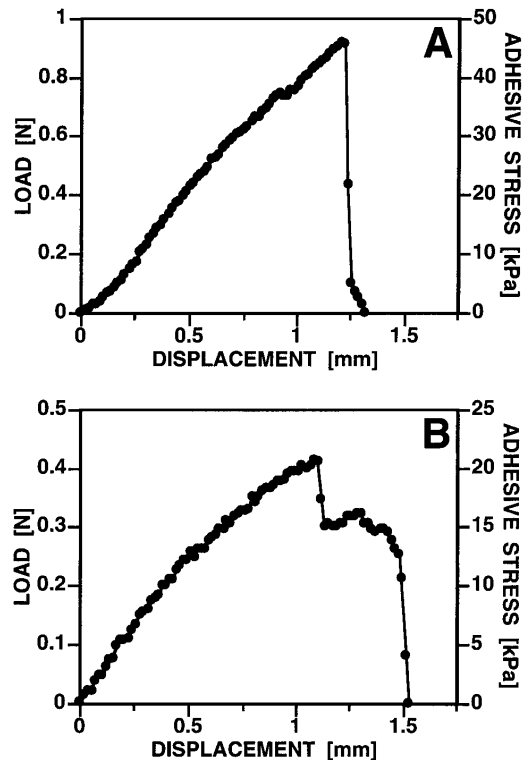 A
LOAD [N]
1
0.8
0.6
0.4
0.2
0
ADHESIVE STRESS [kPa]
50
40
30
20
10
0
0 0.5 1 1.5
DISPLACEMENT [mm]
B
LOAD [N]
0.5
0.4
0.3
0.2
0.1
0
ADHESIVE STRESS [kPa]
25
20
15
10
5
0
0 0.5 1 1.5
DISPLACEMENT [mm]